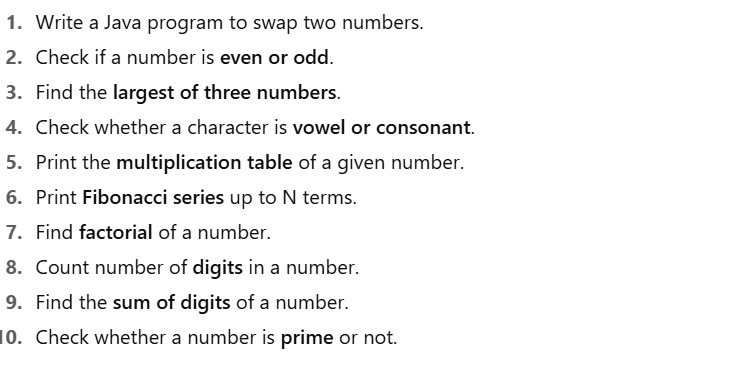 1. Write a Java program to swap two numbers.
2. Check if a number is even or odd.
3. Find the largest of three numbers.
4. Check whether a character is vowel or consonant.
5. Print the multiplication table of a given number.
6. Print Fibonacci series up to N terms.
7. Find factorial of a number.
8. Count number of digits in a number.
9. Find the sum of digits of a number.
10. Check whether a number is prime or not.